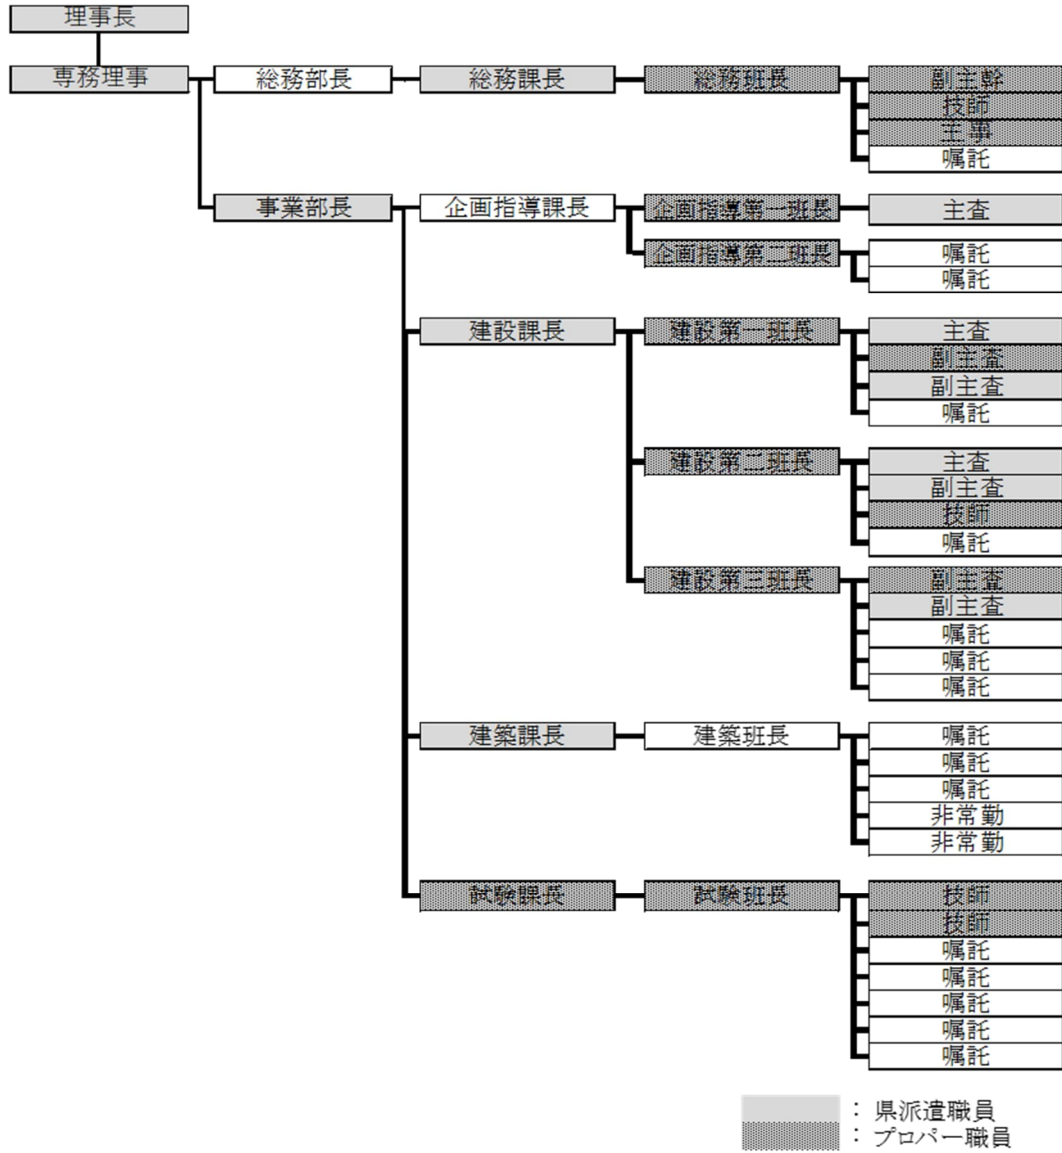 理事長
専務理事 総務部長 総務課長 総務班長 副主幹
技師
主事
嘱託
事業部長 企画指導課長 企画指導第一班長 主査
企画指導第二班長 嘱託
嘱託
建設課長 建設第一班長 主査
副主査
副主査
嘱託
建設第二班長 主査
副主査
技師
嘱託
建設第三班長 副主査
副主査
嘱託
嘱託
嘱託
建築課長 建築班長 嘱託
嘱託
嘱託
非常勤
非常勤
試験課長 試験班長 技師
技師
嘱託
嘱託
嘱託
嘱託
嘱託
： 県派遣職員
： プロパー職員